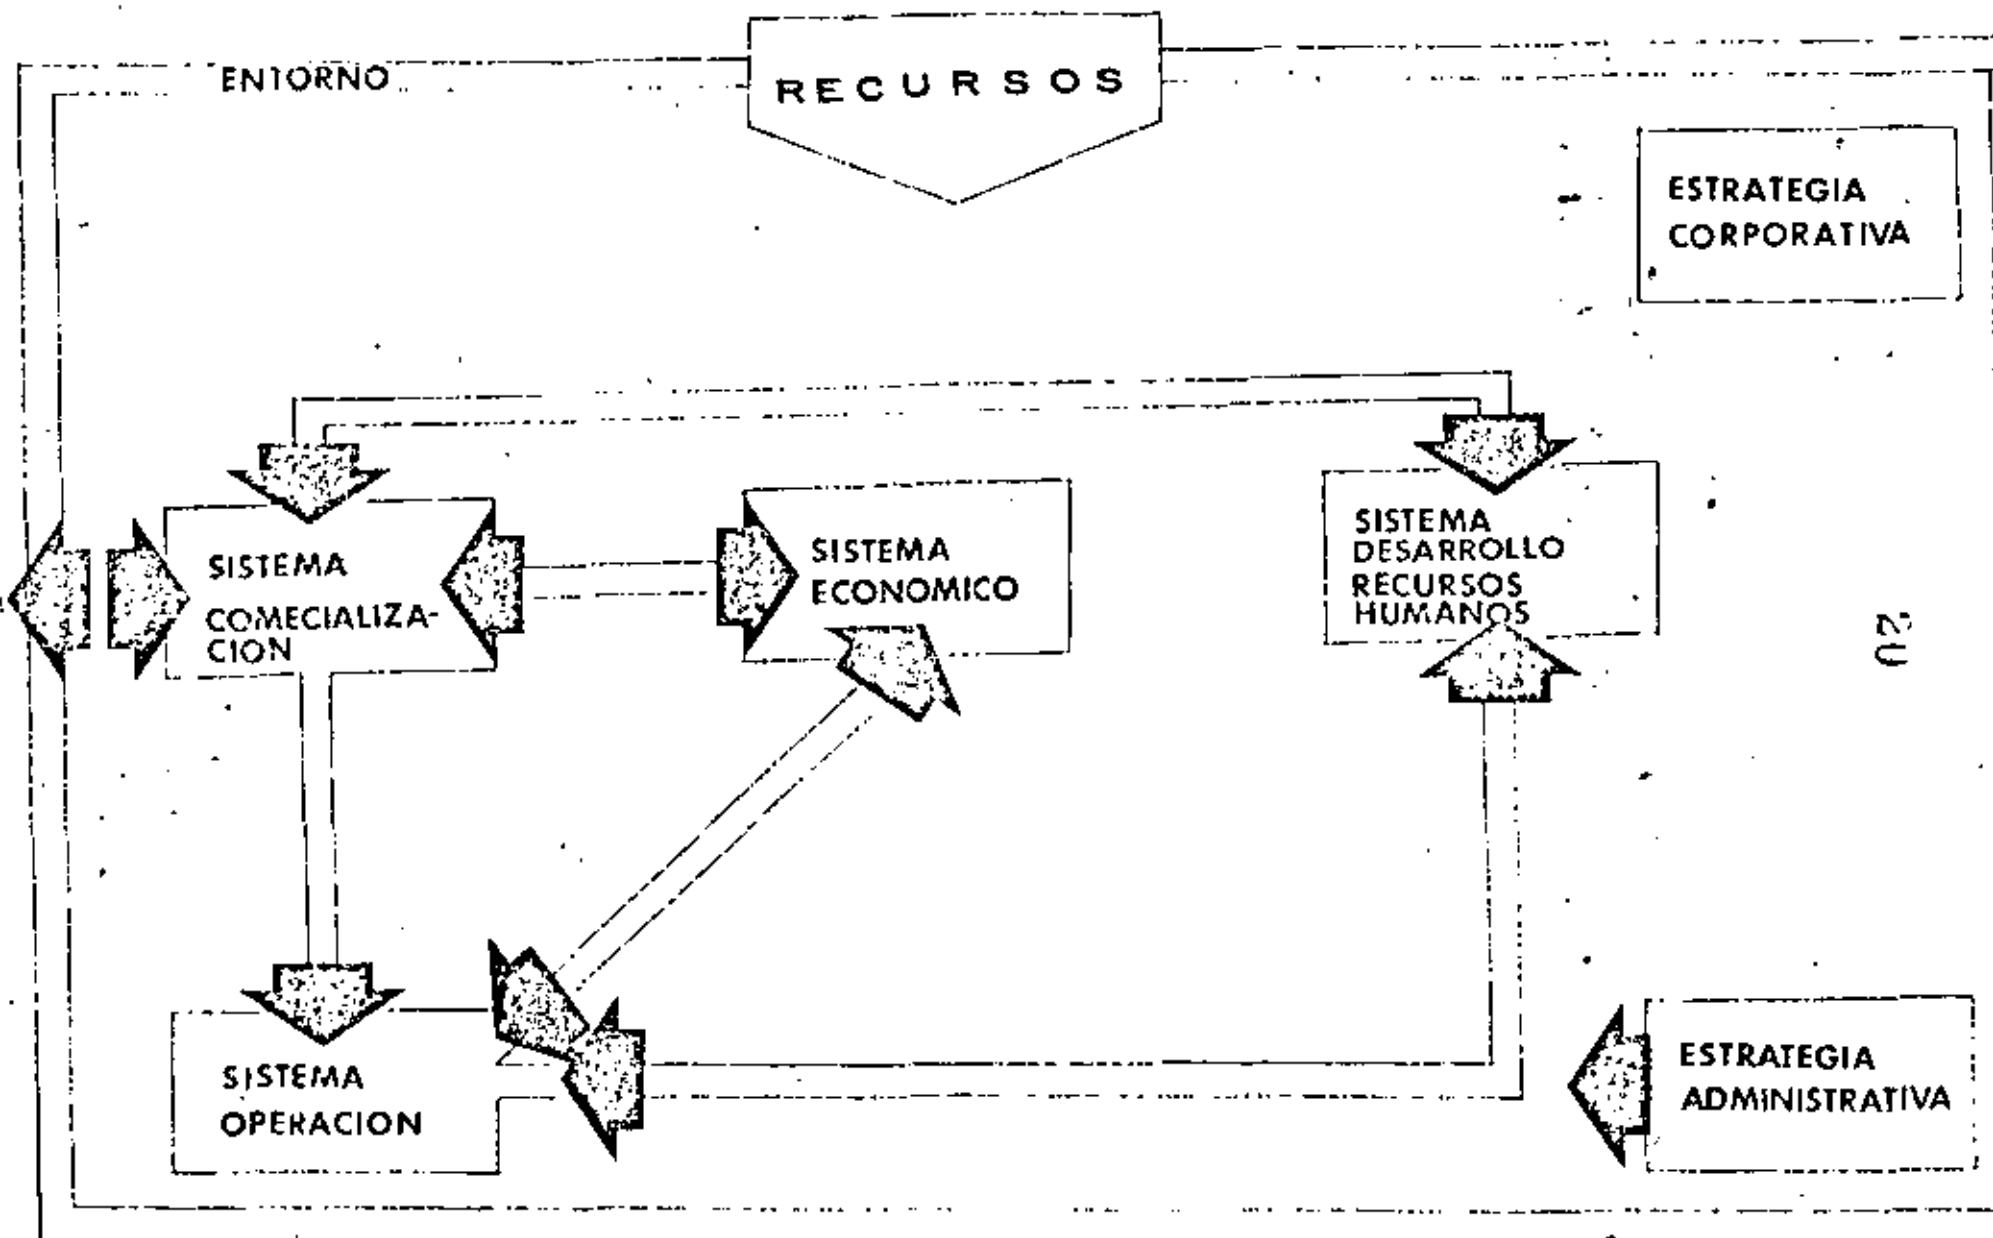 ENTORNO
RECURSOS
ESTRATEGIA
CORPORATIVA
SISTEMA
COMECIALIZA-
CION
SISTEMA
ECONOMICO
SISTEMA
DESARROLLO
RECURSOS
HUMANOS
20
SISTEMA
OPERACION
ESTRATEGIA
ADMINISTRATIVA